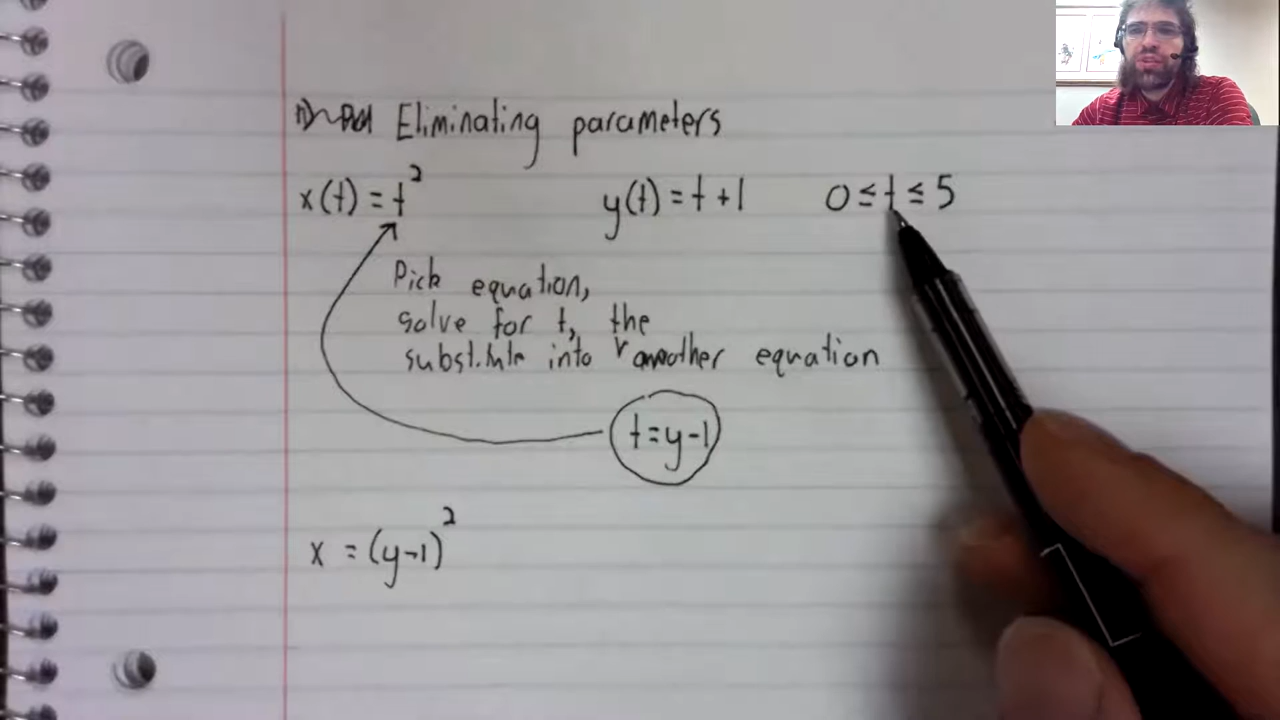 Eliminating parameters
x(t) = t² y(t) = t + 1 0 ≤ t ≤ 5
Pick equation,
solve for t, the
substitute into another equation
t = y - 1
x = (y-1)²